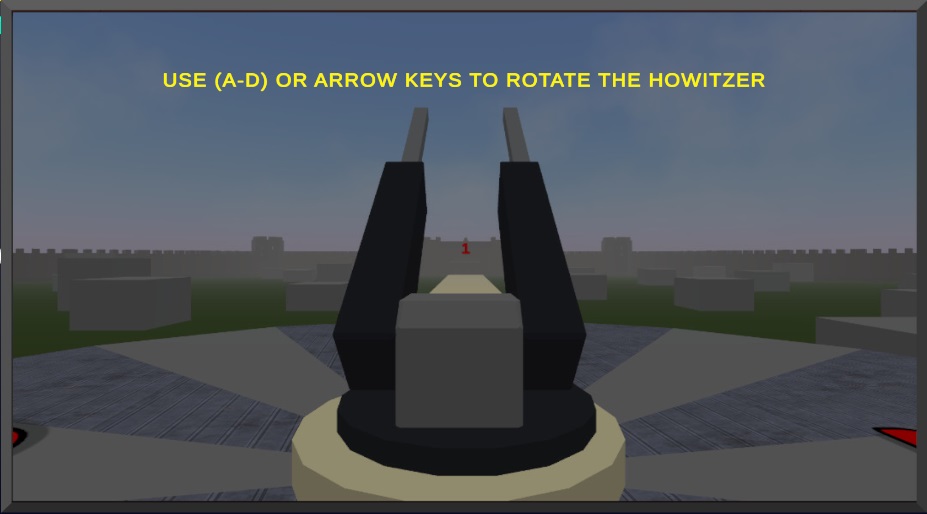 USE (A-D) OR ARROW KEYS TO ROTATE THE HOWITZER
1